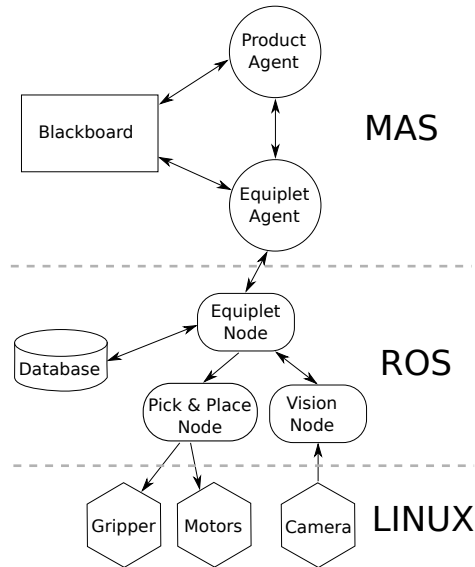 Product
Agent
Blackboard
MAS
Equiplet
Agent
Equiplet
Node
Database
ROS
Pick & Place
Node
Vision
Node
Gripper
Motors
Camera
LINUX